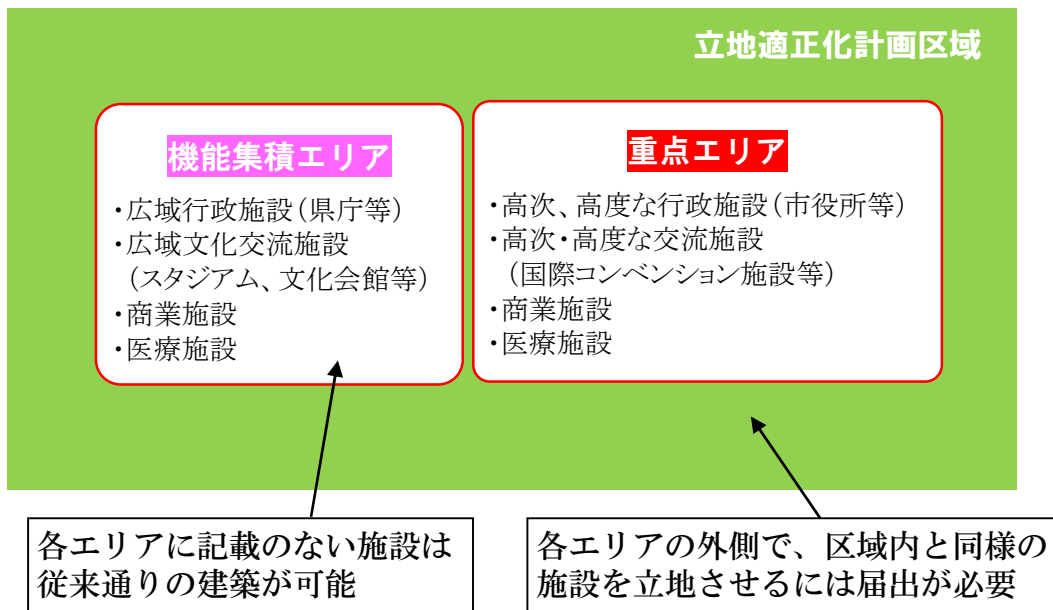 立地適正化計画区域
機能集積エリア
・広域行政施設(県庁等)
・広域文化交流施設
(スタジアム、文化会館等)
・商業施設
・医療施設
重点エリア
・高次、高度な行政施設(市役所等)
・高次・高度な交流施設
(国際コンベンション施設等)
・商業施設
・医療施設
各エリアに記載のない施設は
従来通りの建築が可能
各エリアの外側で、区域内と同様の
施設を立地させるには届出が必要